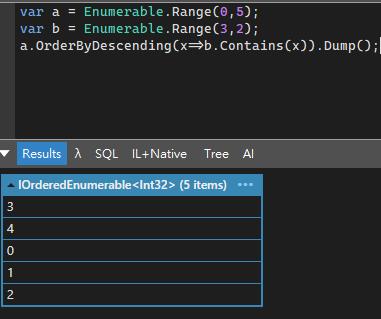 var a = Enumerable.Range(0,5);
var b = Enumerable.Range(3,2);
a.OrderByDescending(x=>b.Contains(x)).Dump();
Results λ SQL IL+Native Tree AI
IOrderedEnumerable<Int32> (5 items) •••
3
4
0
1
2